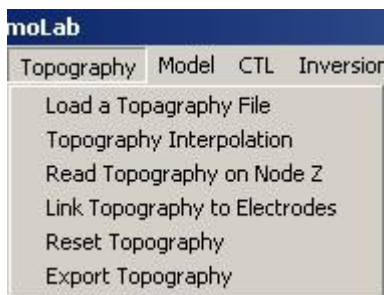 moLab
Topography Model CTL Inversion
Load a Topagraphy File
Topography Interpolation
Read Topography on Node Z
Link Topography to Electrodes
Reset Topography
Export Topography